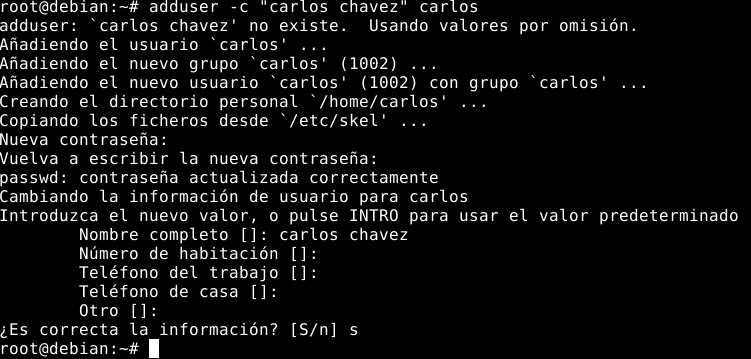 root@debian:~# adduser -c "carlos chavez" carlos
adduser: `carlos chavez' no existe.  Usando valores por omisión.
Añadiendo el usuario `carlos' ...
Añadiendo el nuevo grupo `carlos' (1002) ...
Añadiendo el nuevo usuario `carlos' (1002) con grupo `carlos' ...
Creando el directorio personal `/home/carlos' ...
Copiando los ficheros desde `/etc/skel' ...
Nueva contraseña:
Vuelva a escribir la nueva contraseña:
passwd: contraseña actualizada correctamente
Cambiando la información de usuario para carlos
Introduzca el nuevo valor, o pulse INTRO para usar el valor predeterminado
        Nombre completo []: carlos chavez
        Número de habitación []:
        Teléfono del trabajo []:
        Teléfono de casa []:
        Otro []:
¿Es correcta la información? [S/n] s
root@debian:~#